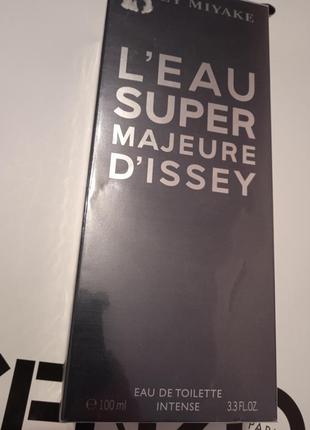 MIYAKE
L'EAU
SUPER
MAJEURE
D'ISSEY
EAU DE TOILETTE
℮ 100 ml INTENSE 3.3 FL.OZ.